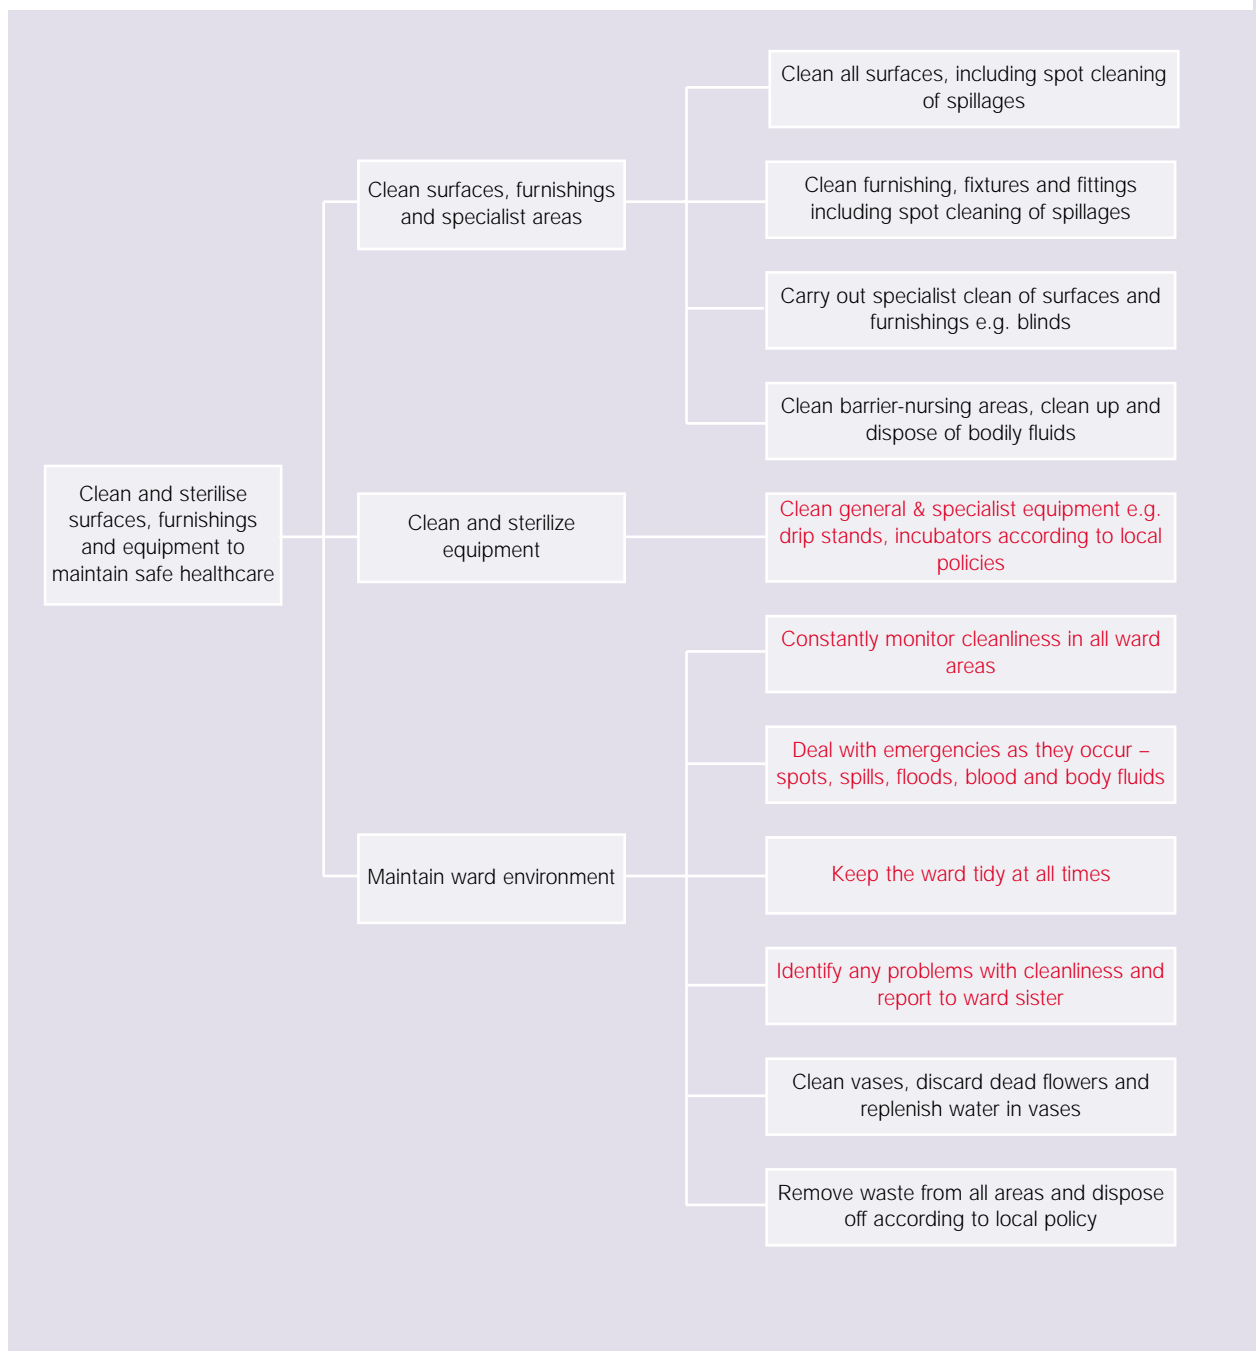 Clean and sterilise
surfaces, furnishings
and equipment to
maintain safe healthcare
Clean surfaces, furnishings
and specialist areas
Clean all surfaces, including spot cleaning
of spillages
Clean furnishing, fixtures and fittings
including spot cleaning of spillages
Carry out specialist clean of surfaces and
furnishings e.g. blinds
Clean barrier-nursing areas, clean up and
dispose of bodily fluids
Clean and sterilize
equipment
Clean general & specialist equipment e.g.
drip stands, incubators according to local
policies
Maintain ward environment
Constantly monitor cleanliness in all ward
areas
Deal with emergencies as they occur –
spots, spills, floods, blood and body fluids
Keep the ward tidy at all times
Identify any problems with cleanliness and
report to ward sister
Clean vases, discard dead flowers and
replenish water in vases
Remove waste from all areas and dispose
off according to local policy